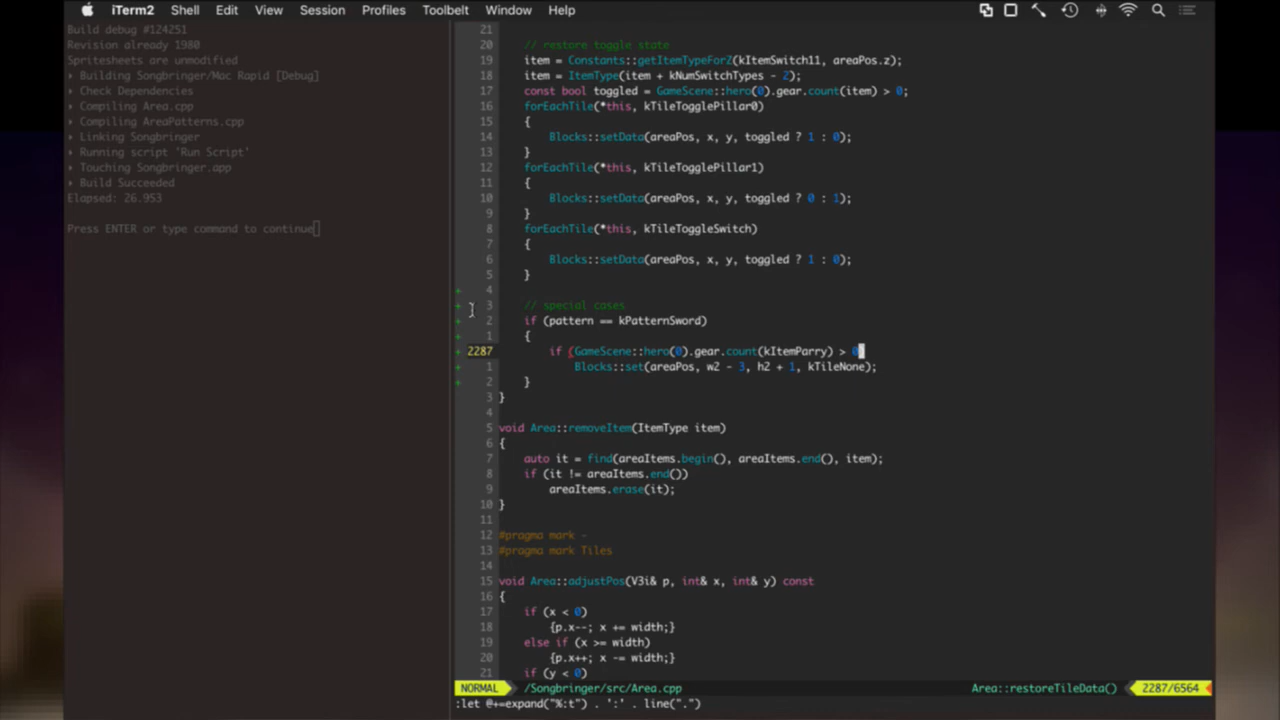 iTerm2 Shell Edit View Session Profiles Toolbelt Window Help
Build debug #124251
Revision already 1980
Spritesheets are unmodified
▸ Building Songbringer/Mac Rapid [Debug]
▸ Check Dependencies
▸ Compiling Area.cpp
▸ Compiling AreaPatterns.cpp
▸ Linking Songbringer
▸ Running script 'Run Script'
▸ Touching Songbringer.app
▸ Build Succeeded
Elapsed: 26.953
Press ENTER or type command to continue
21
20 // restore toggle state
19 item = Constants::getItemTypeForZ(kItemSwitch11, areaPos.z);
18 item = ItemType(item + kNumSwitchTypes - 2);
17 const bool toggled = GameScene::hero(0).gear.count(item) > 0;
16 forEachTile(*this, kTileTogglePillar0)
15 {
14 Blocks::setData(areaPos, x, y, toggled ? 1 : 0);
13 }
12 forEachTile(*this, kTileTogglePillar1)
11 {
10 Blocks::setData(areaPos, x, y, toggled ? 0 : 1);
9 }
8 forEachTile(*this, kTileToggleSwitch)
7 {
6 Blocks::setData(areaPos, x, y, toggled ? 1 : 0);
5 }
+ 4
+ 3 // special cases
+ 2 if (pattern == kPatternSword)
+ 1 {
+ 2287 if (GameScene::hero(0).gear.count(kItemParry) > 0
+ 1 Blocks::set(areaPos, w2 - 3, h2 + 1, kTileNone);
+ 2 }
3 }
4
5 void Area::removeItem(ItemType item)
6 {
7 auto it = find(areaItems.begin(), areaItems.end(), item);
8 if (it != areaItems.end())
9 areaItems.erase(it);
10 }
11
12 #pragma mark -
13 #pragma mark Tiles
14
15 void Area::adjustPos(V3i& p, int& x, int& y) const
16 {
17 if (x < 0)
18 {p.x--; x += width;}
19 else if (x >= width)
20 {p.x++; x -= width;}
21 if (y < 0)
NORMAL /Songbringer/src/Area.cpp Area::restoreTileData() 2287/6564
:let @+=expand("%:t") . ':' . line(".")